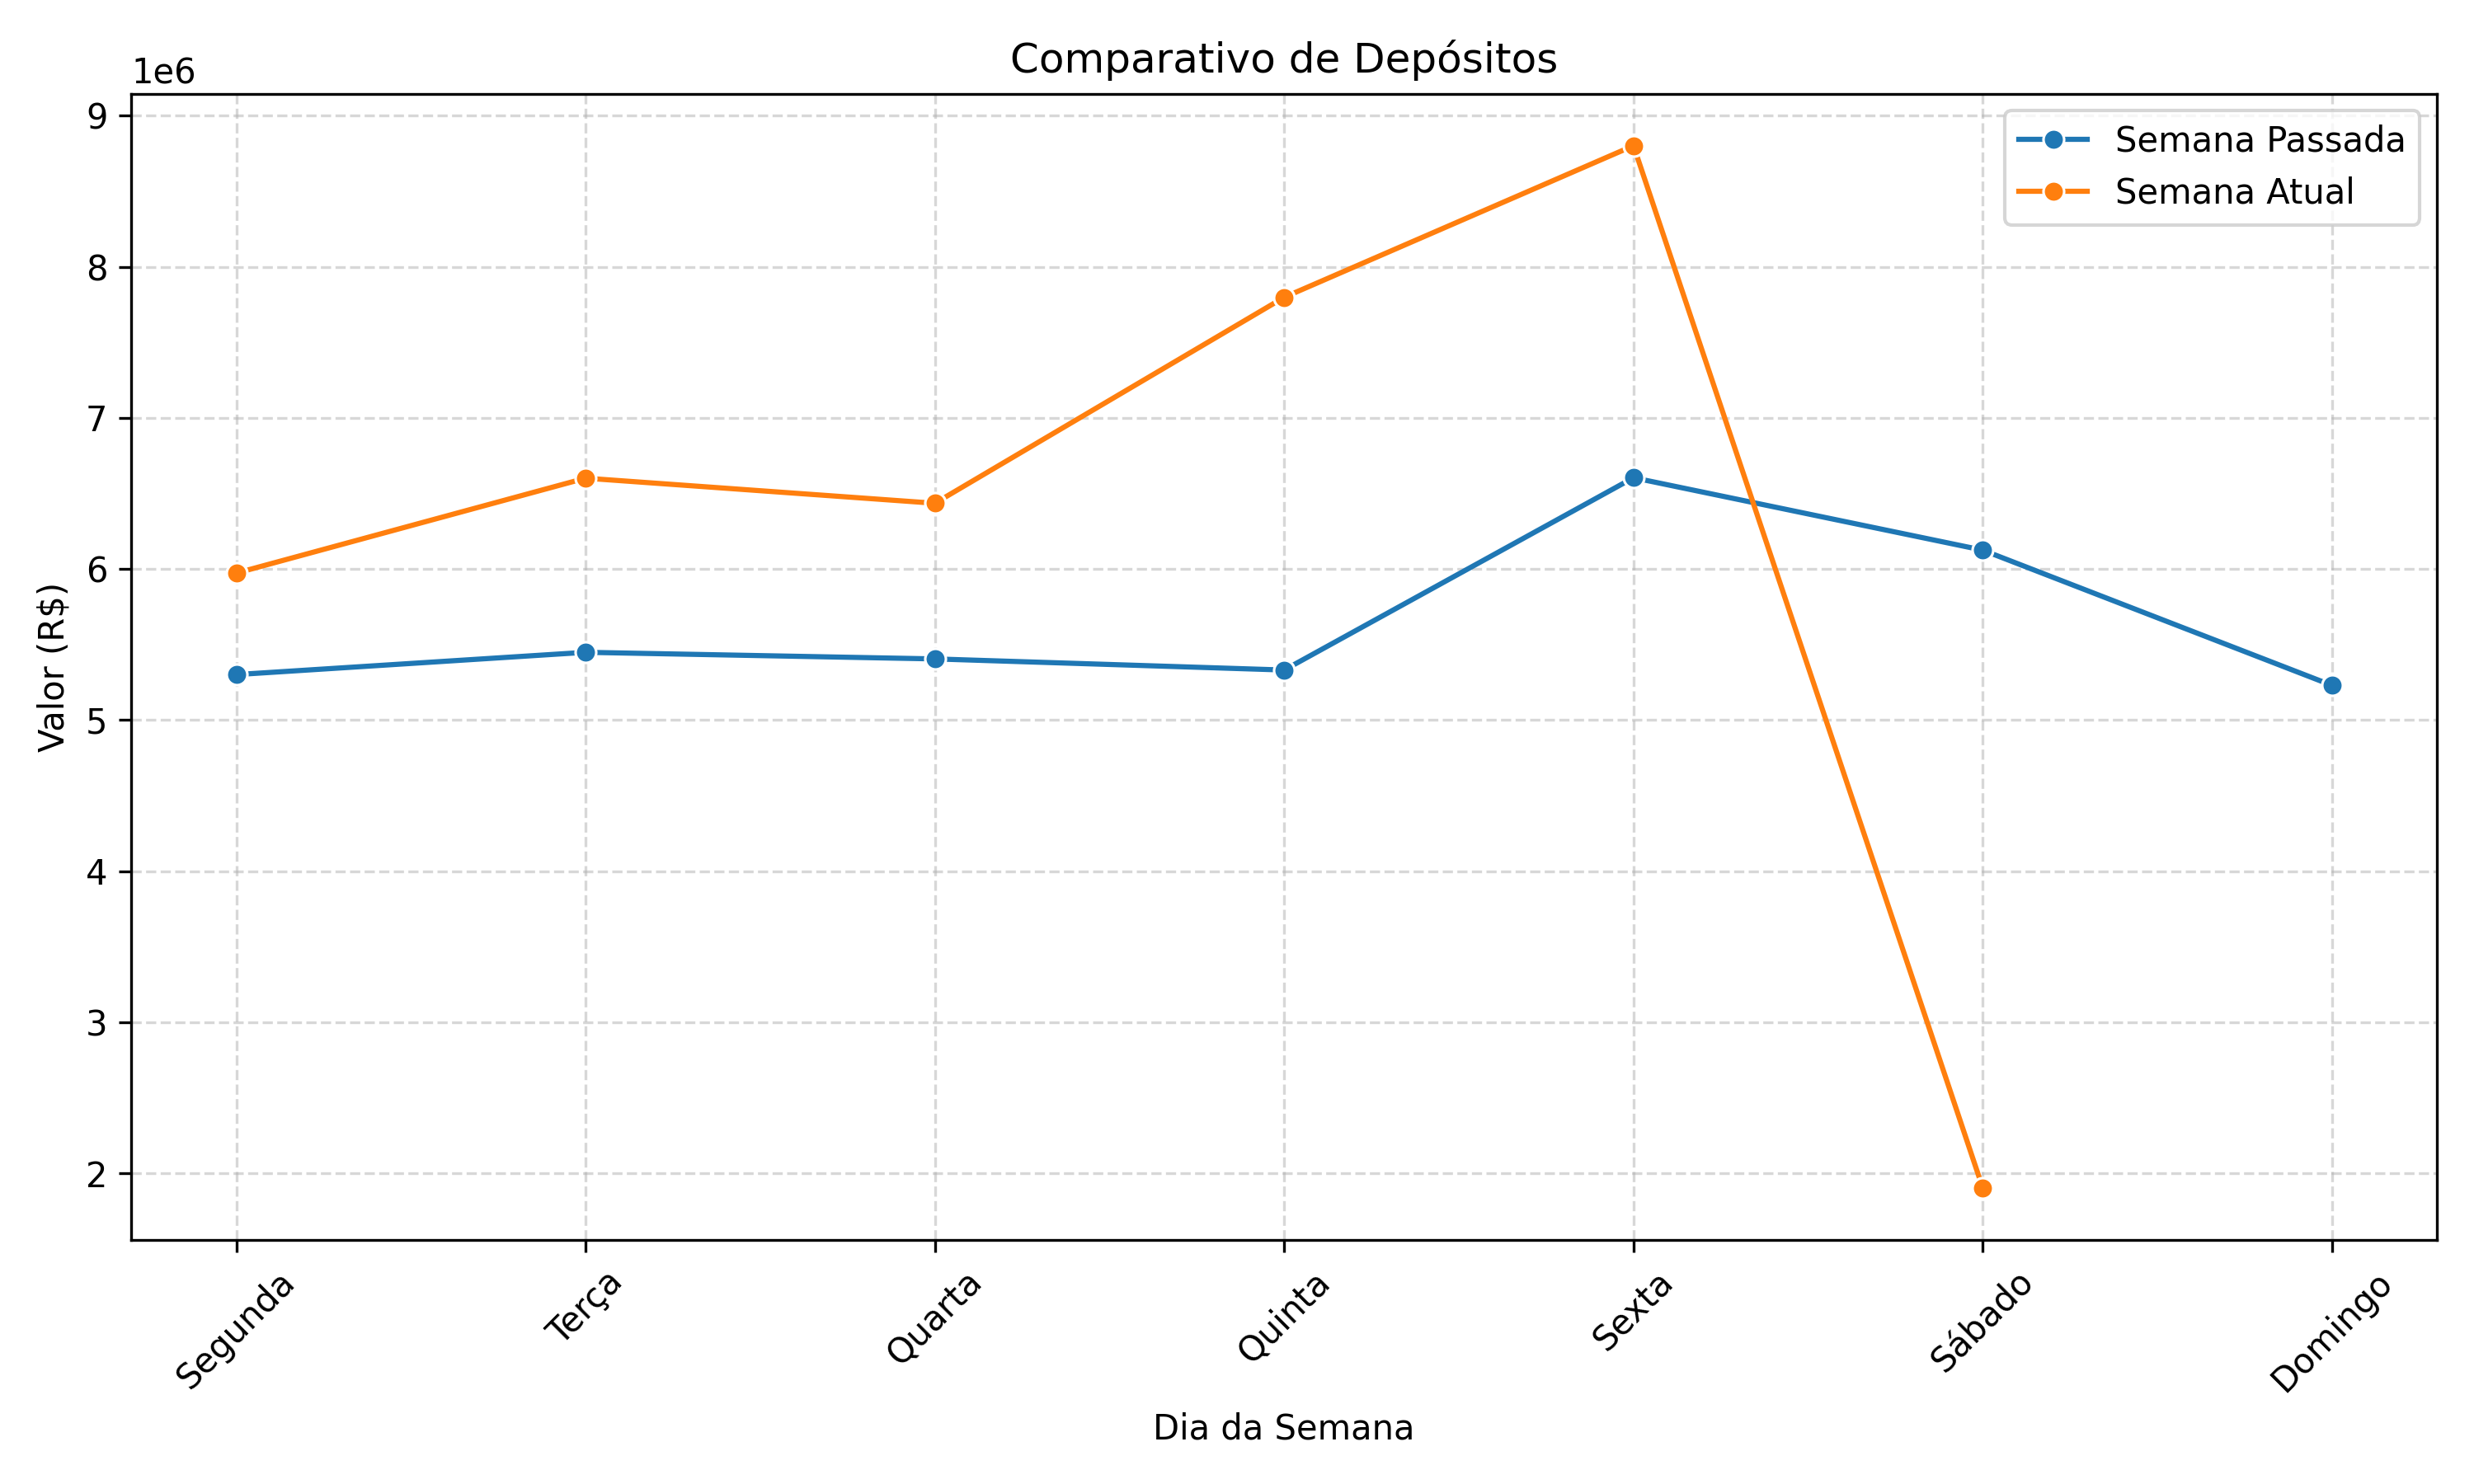 Comparativo de Depósitos
1e6
9
8
7
6
5
4
3
2
Valor (R$)
Semana Passada
Semana Atual
Segunda
Terça
Quarta
Quinta
Sexta
Sábado
Domingo
Dia da Semana